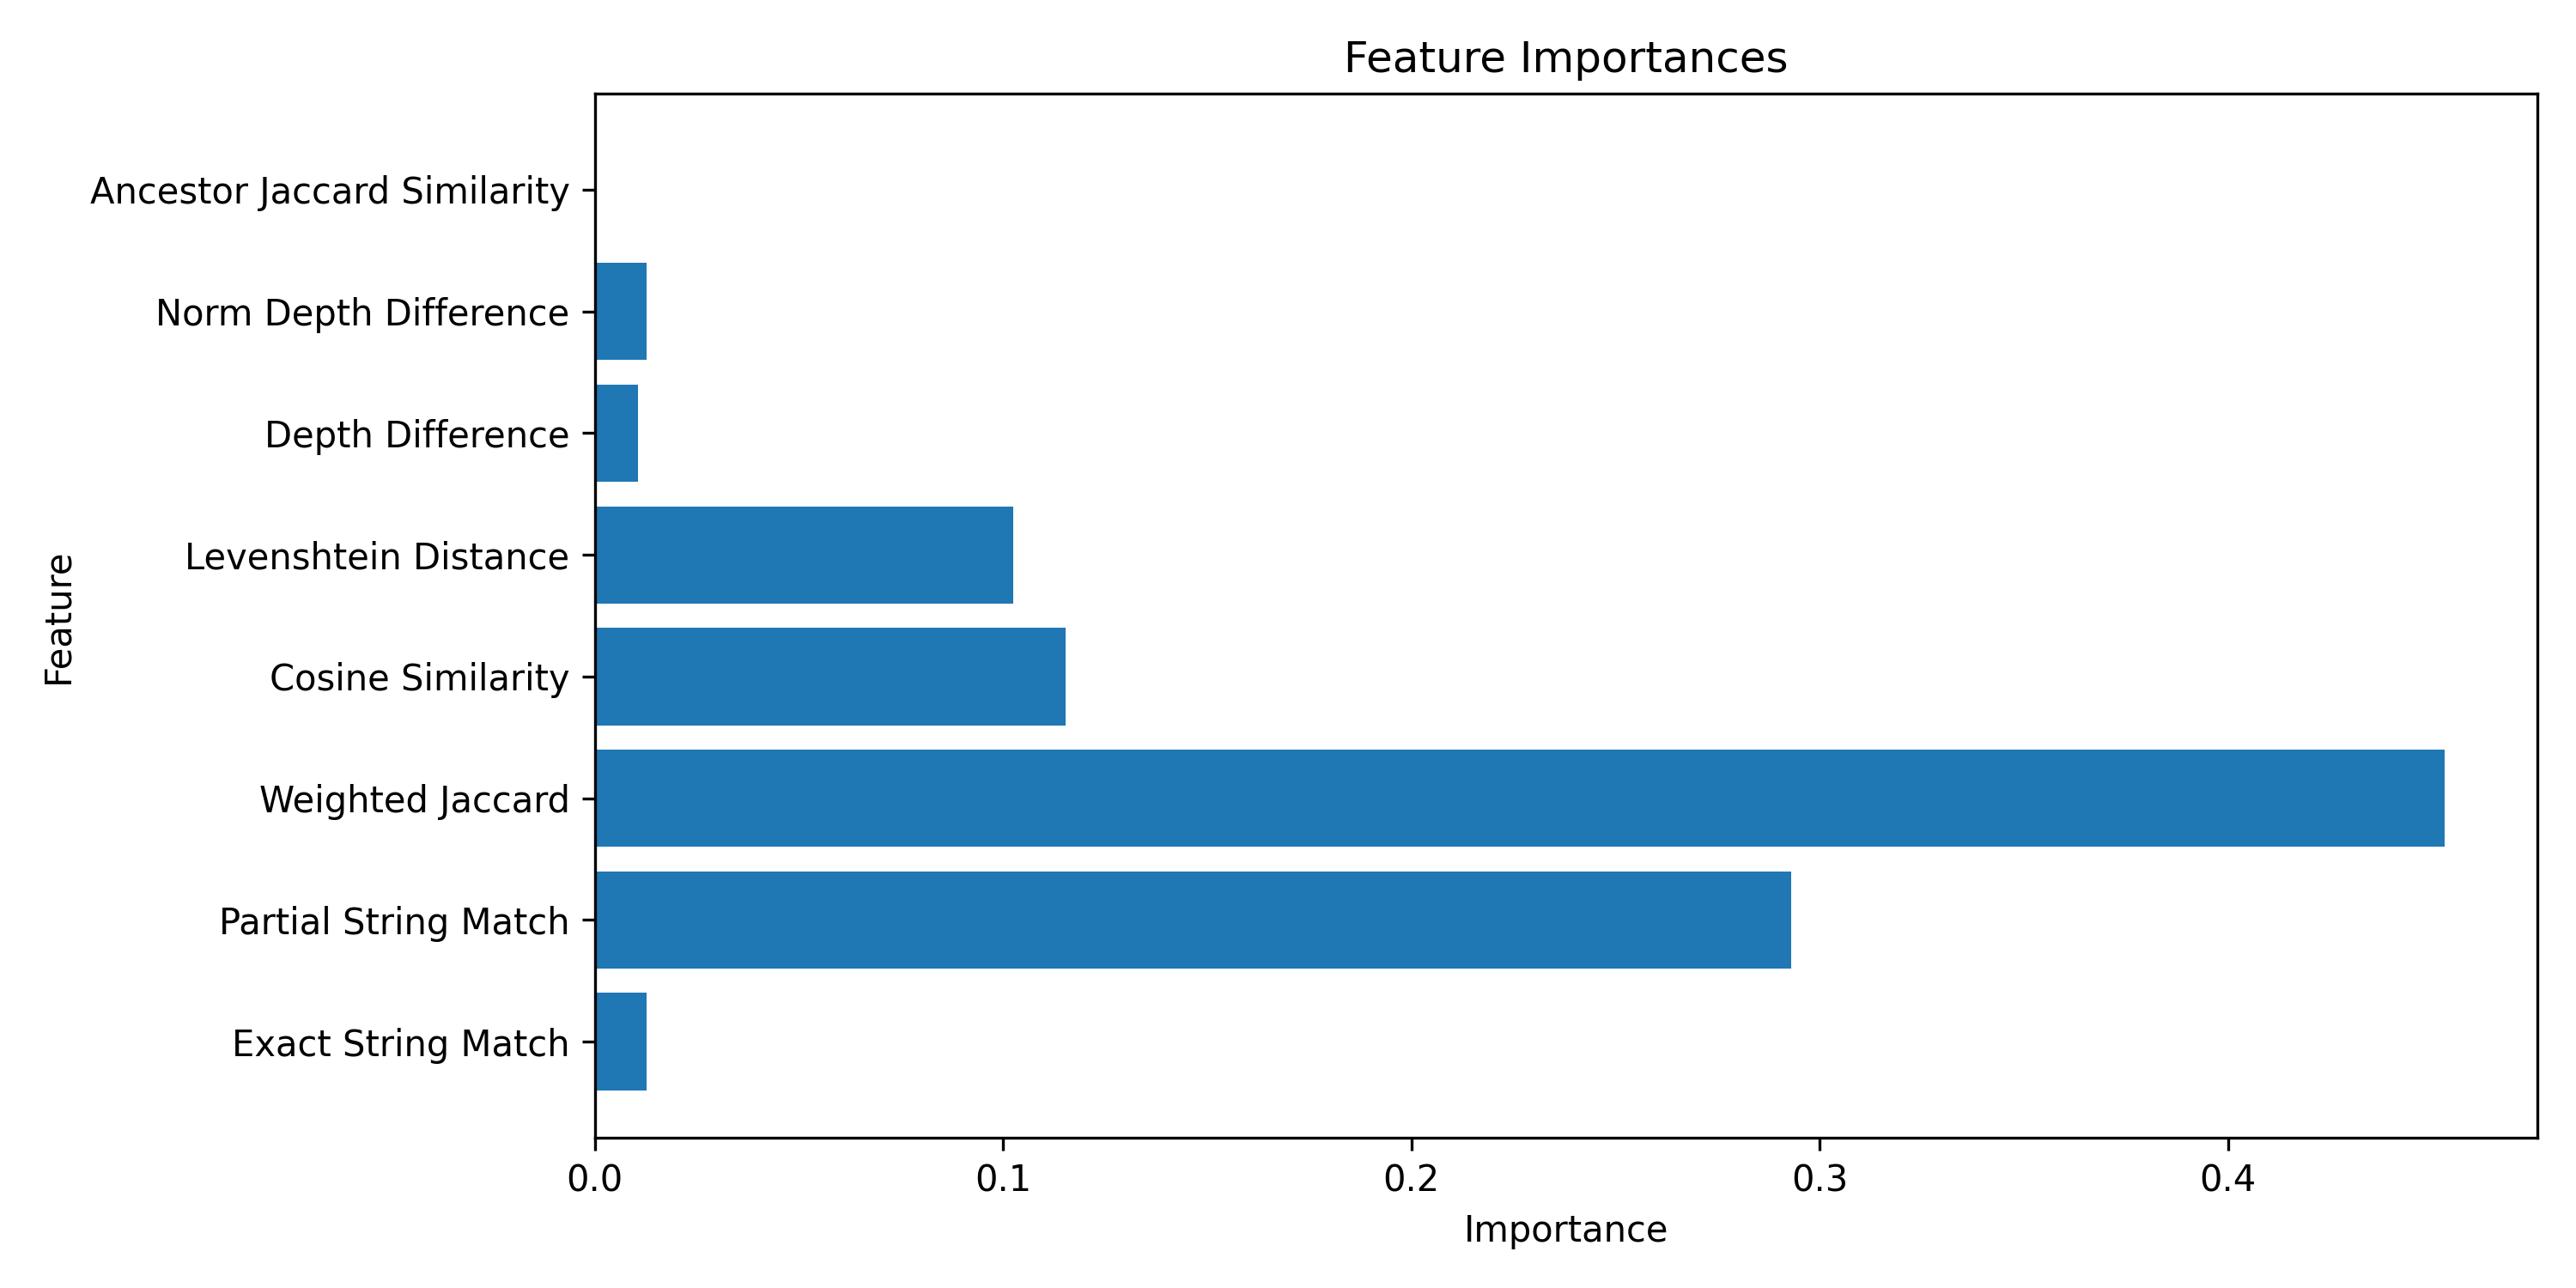 Feature Importances
Ancestor Jaccard Similarity
Norm Depth Difference
Depth Difference
Levenshtein Distance
Cosine Similarity
Weighted Jaccard
Partial String Match
Exact String Match
Feature
0.0 0.1 0.2 0.3 0.4
Importance